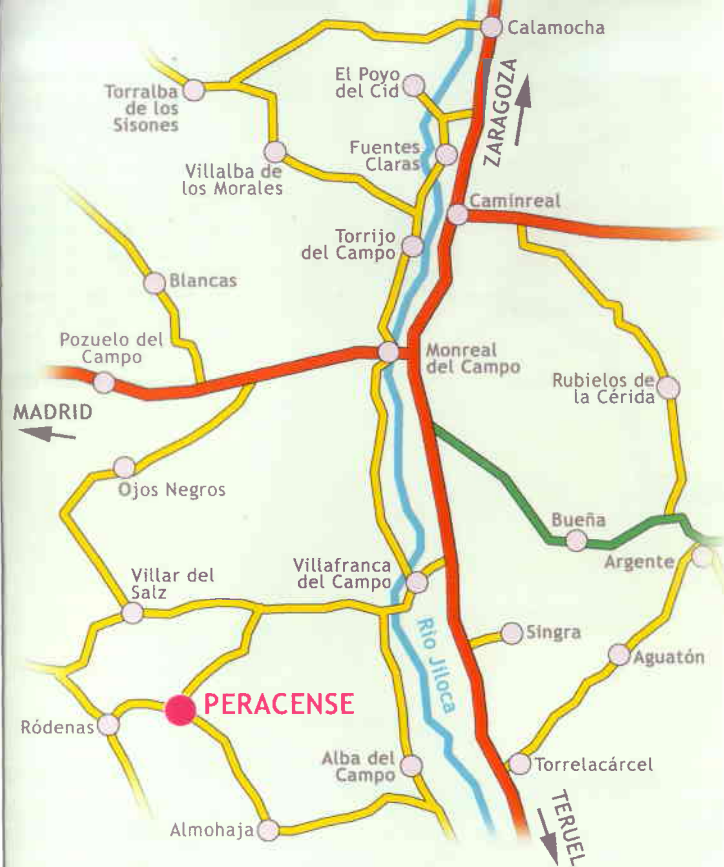 Calamocha
El Poyo
del Cid
ZARAGOZA
Torralba
de los
Sisones
Fuentes
Claras
Villalba de
los Morales
Caminreal
Torrijo
del Campo
Blancas
Pozuelo del
Campo
Monreal
del Campo
Rubielos de
la Cérida
MADRID
Ojos Negros
Bueña
Argente
Villar del
Salz
Villafranca
del Campo
Río Jiloca
Singra
Aguatón
PERACENSE
Ródenas
Alba del
Campo
Torrelacárcel
TERUEL
Almohaja